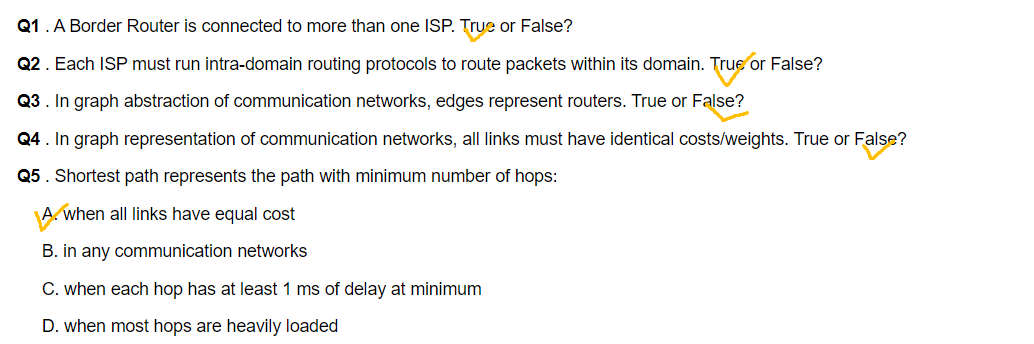 Q1 . A Border Router is connected to more than one ISP. True or False?
Q2 . Each ISP must run intra-domain routing protocols to route packets within its domain. True or False?
Q3 . In graph abstraction of communication networks, edges represent routers. True or False?
Q4 . In graph representation of communication networks, all links must have identical costs/weights. True or False?
Q5 . Shortest path represents the path with minimum number of hops:
A. when all links have equal cost
B. in any communication networks
C. when each hop has at least 1 ms of delay at minimum
D. when most hops are heavily loaded